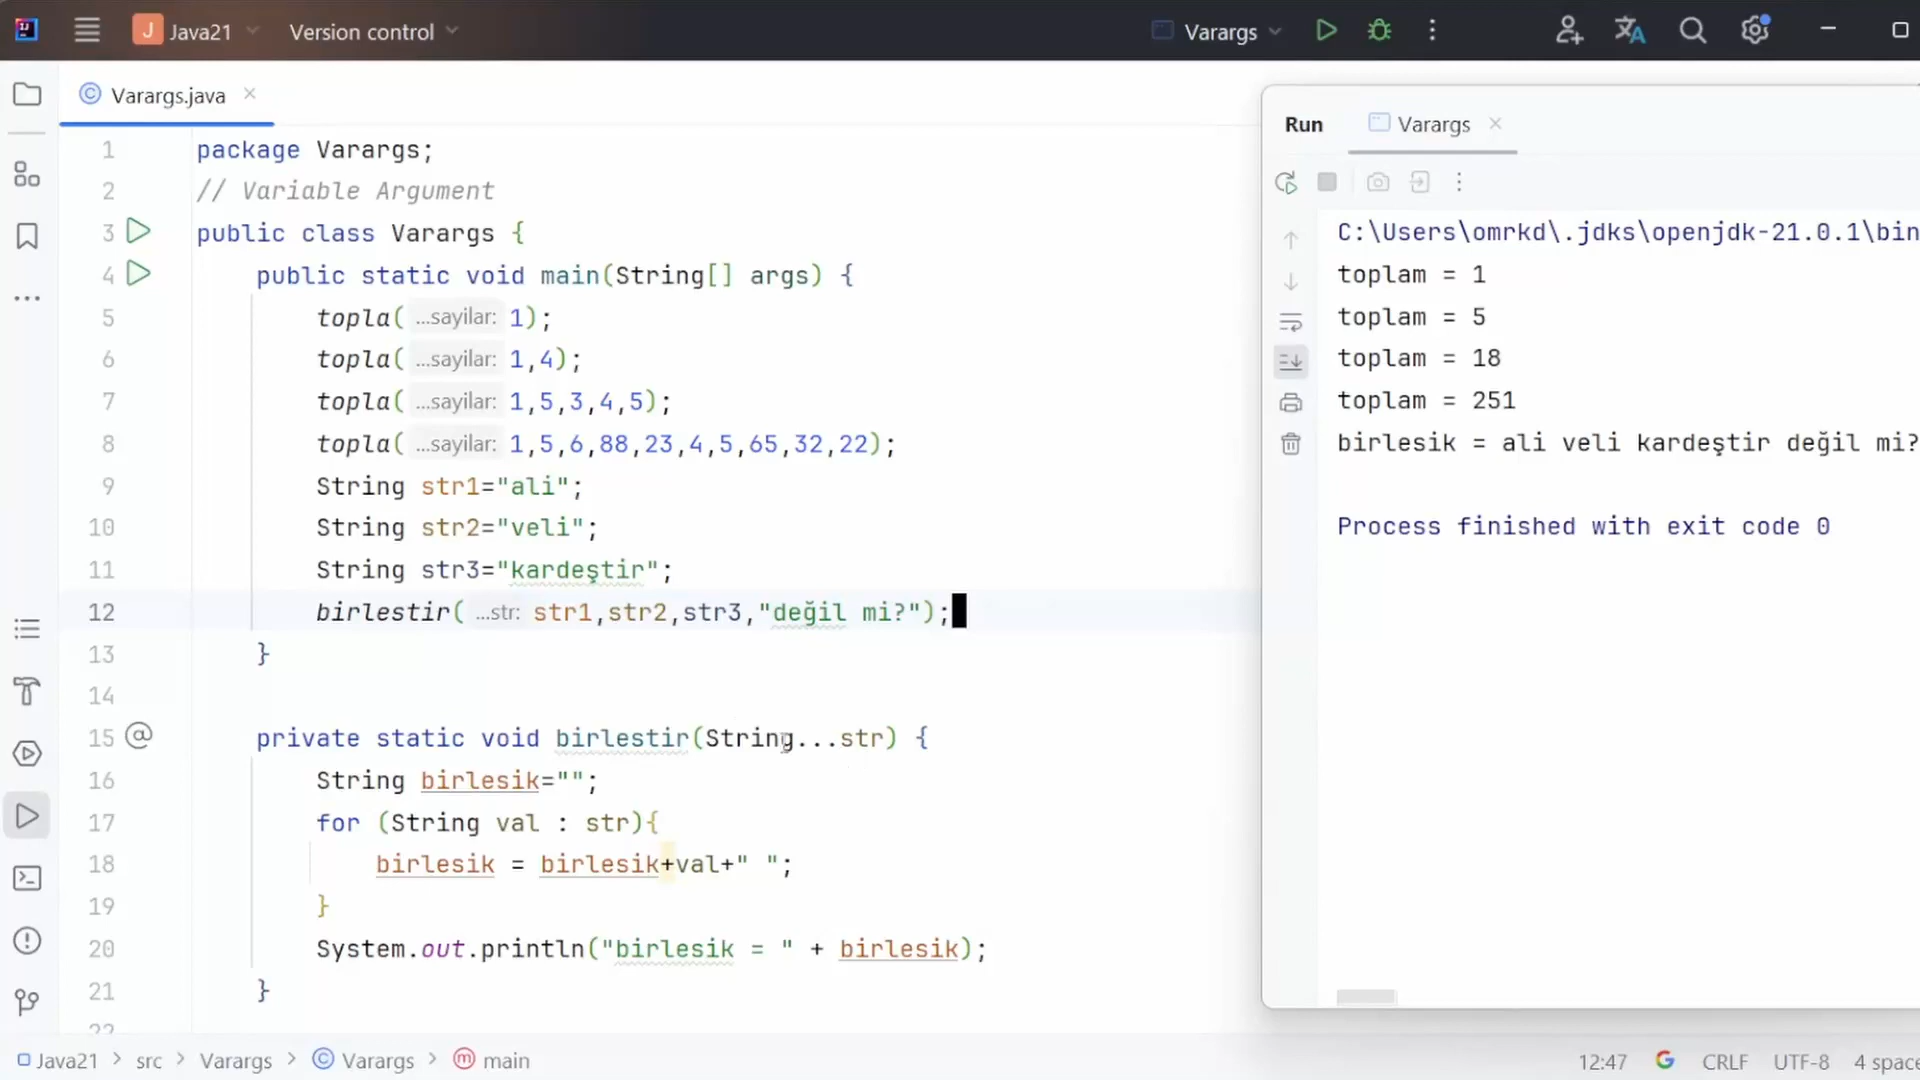 Java21
Version control
Varargs
Varargs.java
1 package Varargs;
2 // Variable Argument
3 public class Varargs {
4 public static void main(String[] args) {
5 topla( ...sayilar: 1);
6 topla( ...sayilar: 1,4);
7 topla( ...sayilar: 1,5,3,4,5);
8 topla( ...sayilar: 1,5,6,88,23,4,5,65,32,22);
9 String str1="ali";
10 String str2="veli";
11 String str3="kardeştir";
12 birlestir( ...str: str1,str2,str3,"değil mi?");
13 }
14
15 private static void birlestir(String...str) {
16 String birlesik="";
17 for (String val : str){
18 birlesik = birlesik+val+" ";
19 }
20 System.out.println("birlesik = " + birlesik);
21 }
22
Run Varargs
C:\Users\omrkd\.jdks\openjdk-21.0.1\bin
toplam = 1
toplam = 5
toplam = 18
toplam = 251
birlesik = ali veli kardeştir değil mi?
Process finished with exit code 0
Java21 > src > Varargs > Varargs > main
12:47 CRLF UTF-8 4 space